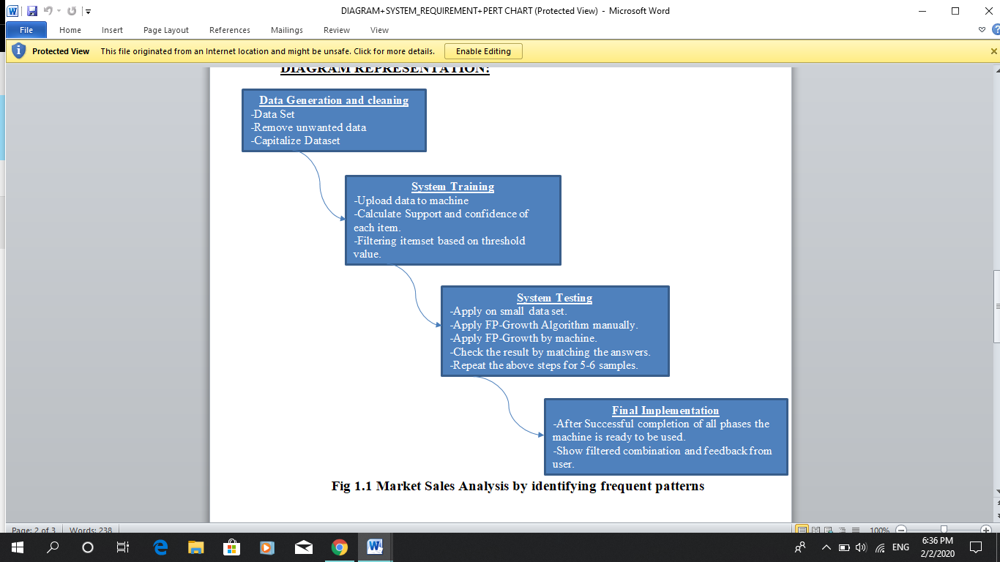 DIAGRAM+SYSTEM_REQUIREMENT+PERT CHART (Protected View) - Microsoft Word
File Home Insert Page Layout References Mailings Review View
Protected View This file originated from an Internet location and might be unsafe. Click for more details. Enable Editing
DIAGRAM REPRESENTATION:
Data Generation and cleaning
-Data Set
-Remove unwanted data
-Capitalize Dataset
System Training
-Upload data to machine
-Calculate Support and confidence of
each item.
-Filtering itemset based on threshold
value.
System Testing
-Apply on small data set.
-Apply FP-Growth Algorithm manually.
-Apply FP-Growth by machine.
-Check the result by matching the answers.
-Repeat the above steps for 5-6 samples.
Final Implementation
-After Successful completion of all phases the
machine is ready to be used.
-Show filtered combination and feedback from
user.
Fig 1.1 Market Sales Analysis by identifying frequent patterns
Page: 2 of 3 Words: 238 100%
ENG
6:36 PM
2/2/2020